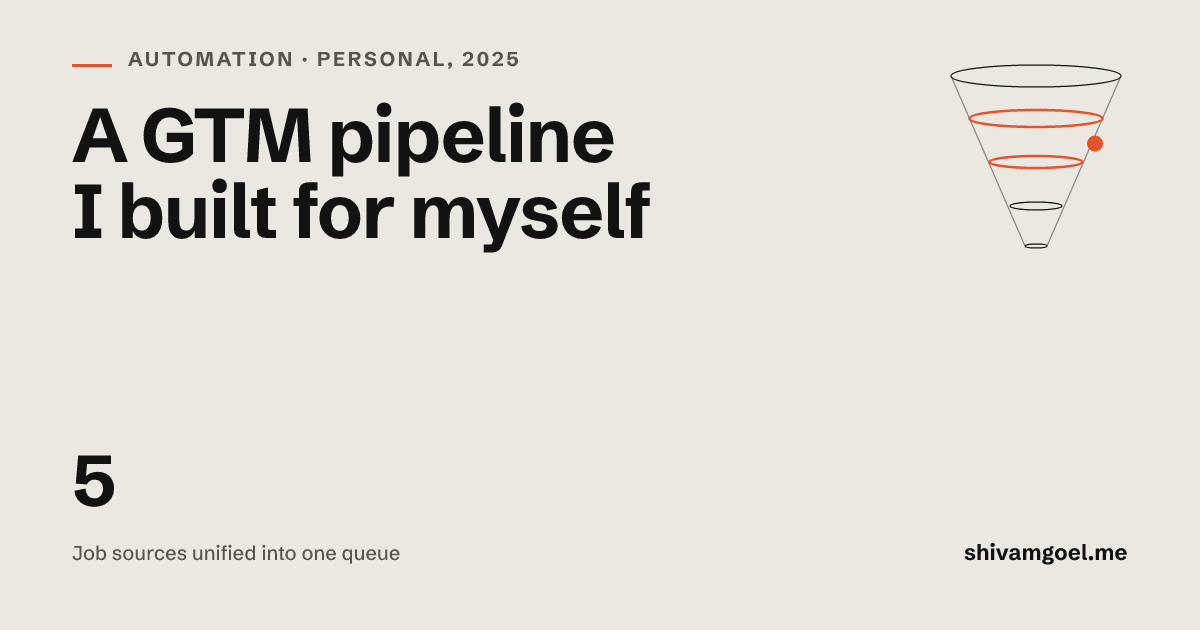 AUTOMATION · PERSONAL, 2025
A GTM pipeline
I built for myself
5
Job sources unified into one queue
shivamgoel.me